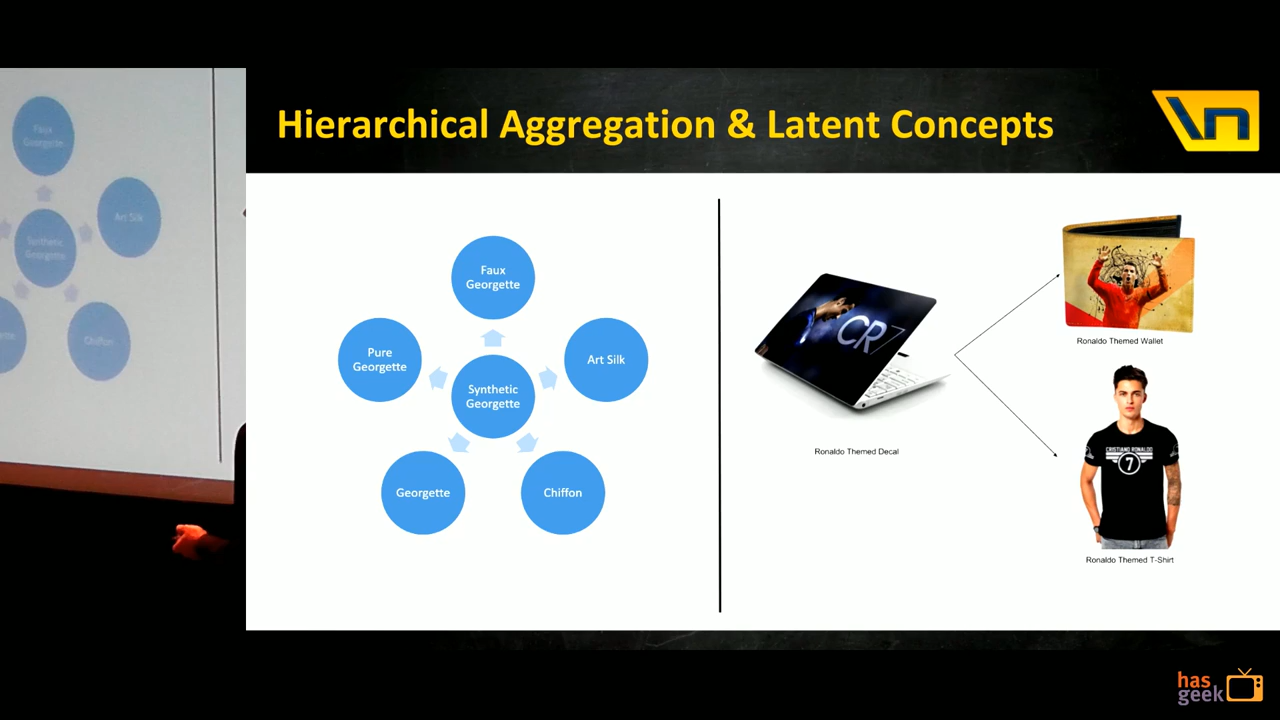 Hierarchical Aggregation & Latent Concepts
Faux
Georgette
Art Silk
Synthetic
Georgette
Chiffon
Faux
Georgette
Pure
Georgette
Art Silk
Synthetic
Georgette
Georgette
Chiffon
CR7
Ronaldo Themed Decal
Ronaldo Themed Wallet
CRISTIANO RONALDO
7
Ronaldo Themed T-Shirt
has
geek